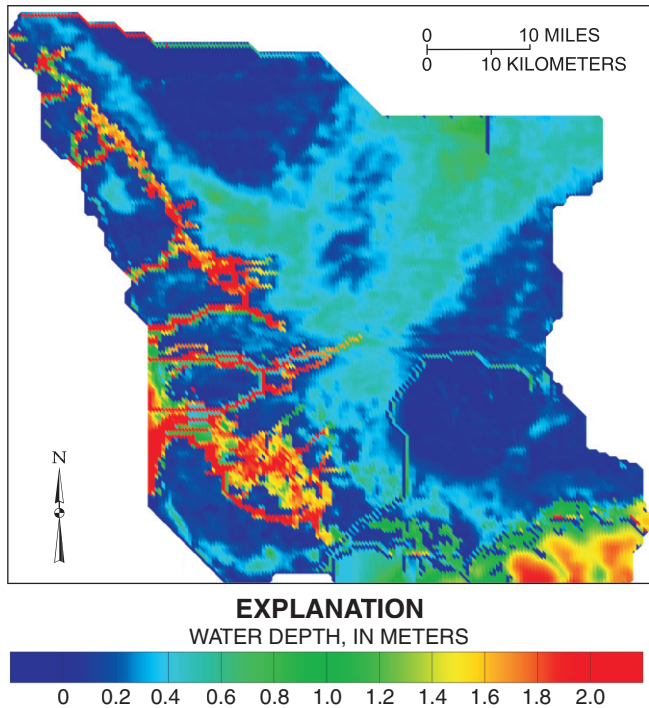 0 10 MILES
0 10 KILOMETERS
N
EXPLANATION
WATER DEPTH, IN METERS
0 0.2 0.4 0.6 0.8 1.0 1.2 1.4 1.6 1.8 2.0